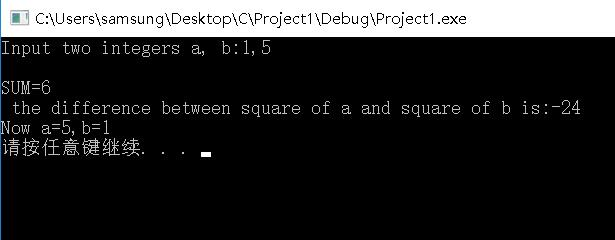 C:\Users\samsung\Desktop\C\Project1\Debug\Project1.exe
Input two integers a, b:1,5
SUM=6
the difference between square of a and square of b is:-24
Now a=5,b=1
请按任意键继续. . .